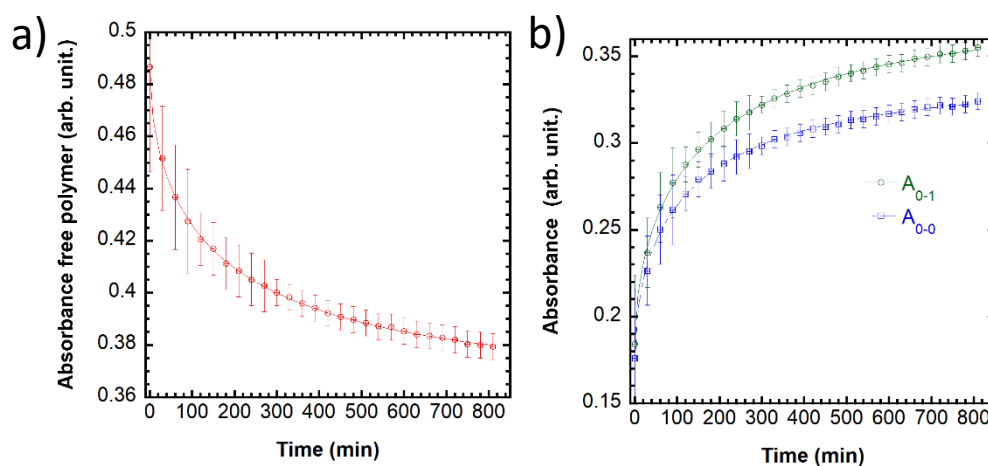 a)
Absorbance free polymer (arb. unit.)
0.5
0.48
0.46
0.44
0.42
0.4
0.38
0.36
0 100 200 300 400 500 600 700 800
Time (min)
b)
Absorbance (arb. unit.)
0.35
0.3
0.25
0.2
0.15
A0-1
A0-0
0 100 200 300 400 500 600 700 800
Time (min)